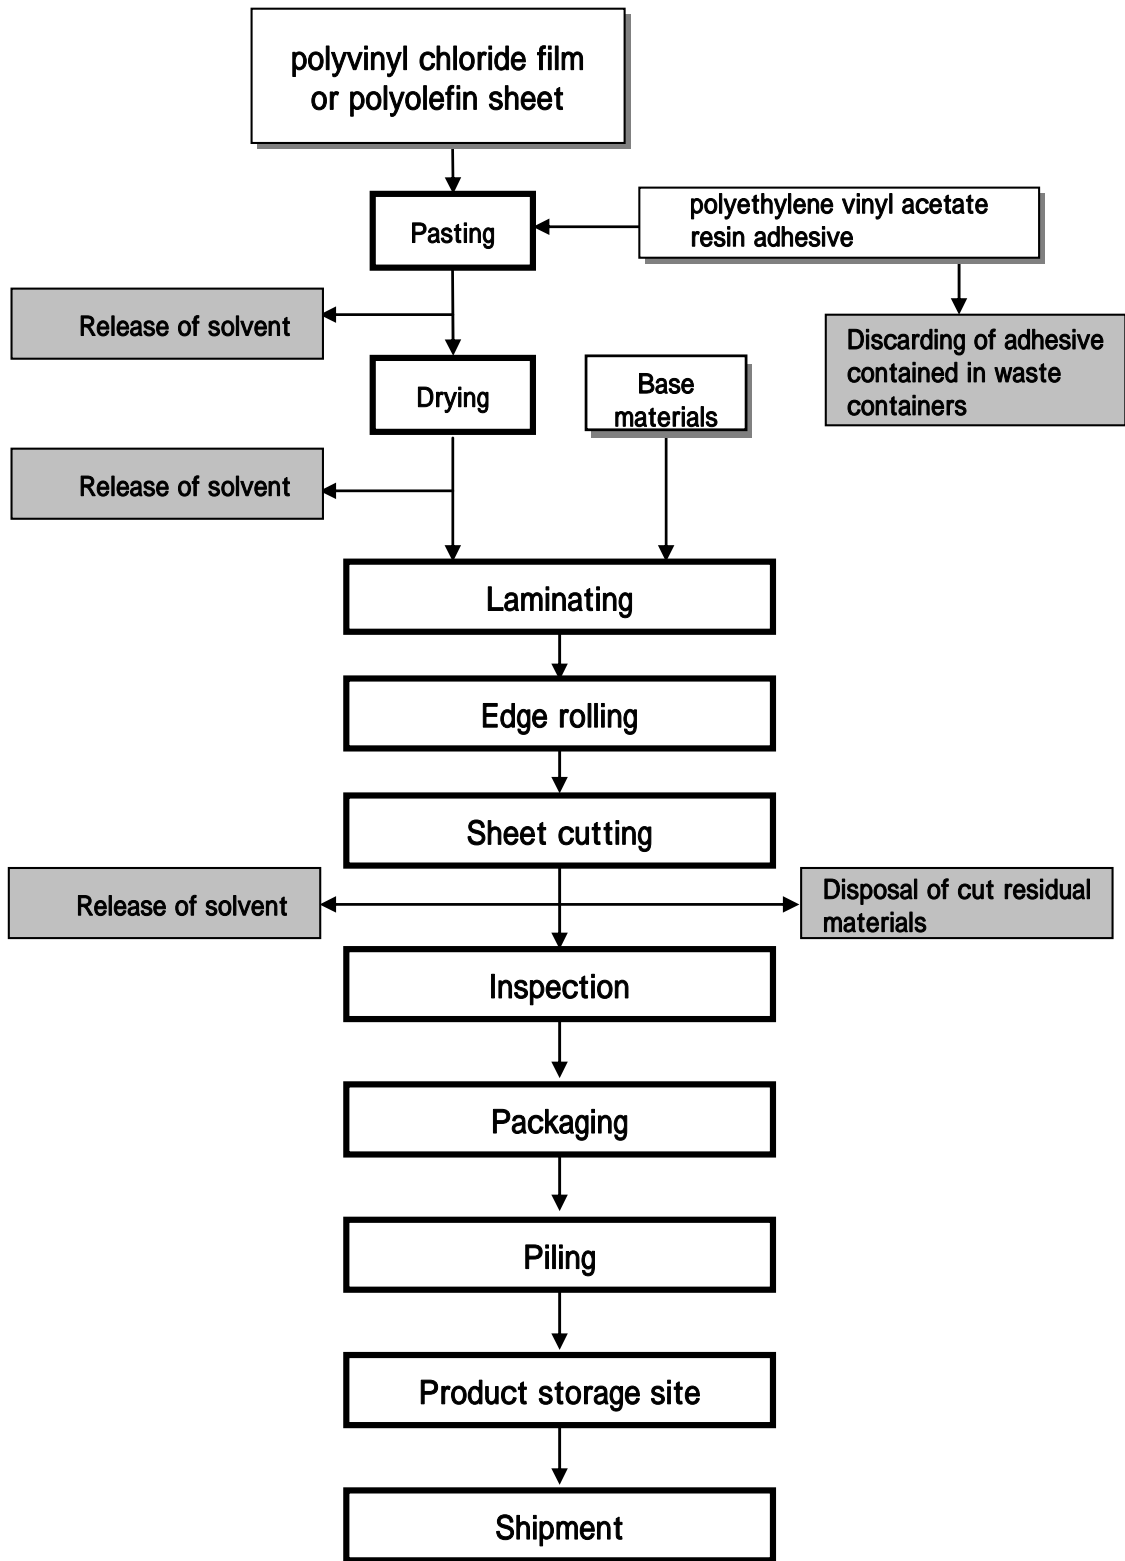 polyvinyl chloride film
or polyolefin sheet
Pasting
polyethylene vinyl acetate
resin adhesive
Release of solvent
Discarding of adhesive
contained in waste
containers
Drying
Base
materials
Release of solvent
Laminating
Edge rolling
Sheet cutting
Release of solvent
Disposal of cut residual
materials
Inspection
Packaging
Piling
Product storage site
Shipment